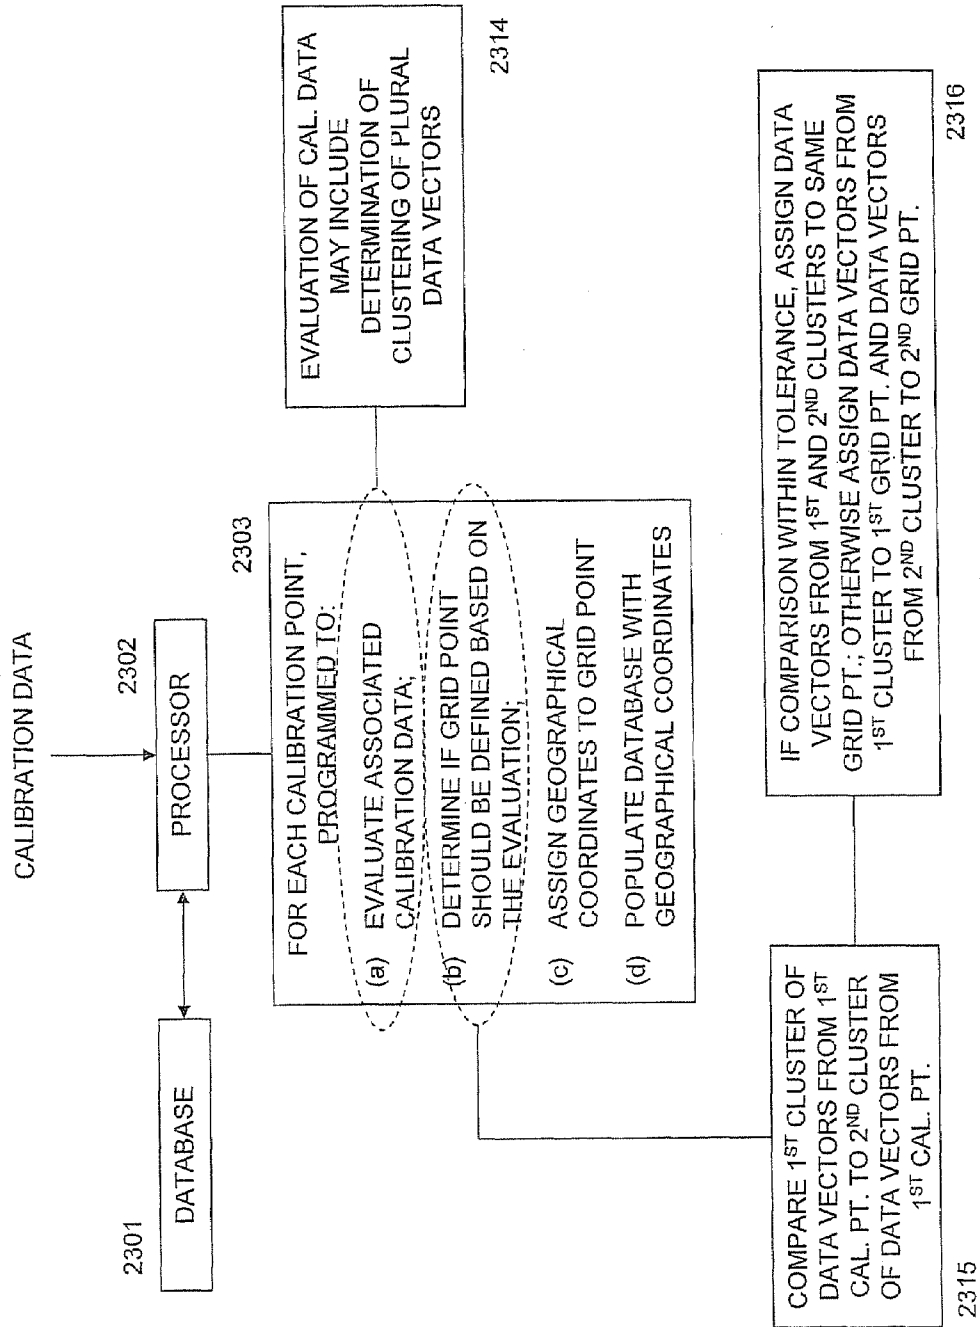 CALIBRATION DATA
2301
DATABASE
PROCESSOR
2302
2303
FOR EACH CALIBRATION POINT,
PROGRAMMED TO:
(a) EVALUATE ASSOCIATED
CALIBRATION DATA;
(b) DETERMINE IF GRID POINT
SHOULD BE DEFINED BASED ON
THE EVALUATION;
(c) ASSIGN GEOGRAPHICAL
COORDINATES TO GRID POINT
(d) POPULATE DATABASE WITH
GEOGRAPHICAL COORDINATES
EVALUATION OF CAL. DATA
MAY INCLUDE
DETERMINATION OF
CLUSTERING OF PLURAL
DATA VECTORS
2314
COMPARE 1ST CLUSTER OF
DATA VECTORS FROM 1ST
CAL. PT. TO 2ND CLUSTER
OF DATA VECTORS FROM
1ST CAL. PT.
2315
IF COMPARISON WITHIN TOLERANCE, ASSIGN DATA
VECTORS FROM 1ST AND 2ND CLUSTERS TO SAME
GRID PT.; OTHERWISE ASSIGN DATA VECTORS FROM
1ST CLUSTER TO 1ST GRID PT. AND DATA VECTORS
FROM 2ND CLUSTER TO 2ND GRID PT.
2316